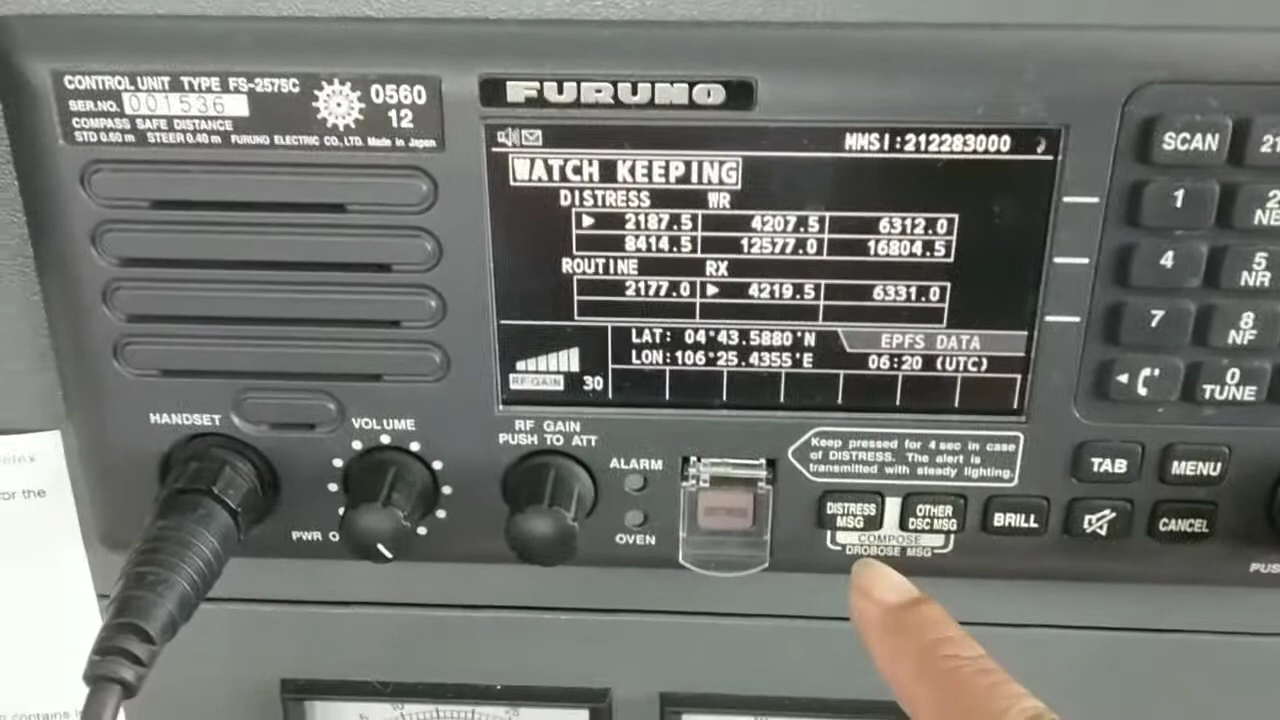 CONTROL UNIT TYPE FS-2575C
SER.NO. 001536
COMPASS SAFE DISTANCE
STD 0.60 m STEER 0.40 m FURUNO ELECTRIC CO., LTD. Made in Japan
0560
12
FURUNO
MMSI:212283000
WATCH KEEPING
DISTRESS WR
▶ 2187.5 4207.5 6312.0
8414.5 12577.0 16804.5
ROUTINE RX
2177.0 ▶ 4219.5 6331.0
LAT: 04°43.5880'N EPFS DATA
LON:106°25.4355'E 06:20 (UTC)
RF GAIN 30
SCAN
1
4
5
NR
7
8
NF
0
TUNE
HANDSET
VOLUME
PWR
RF GAIN
PUSH TO ATT
ALARM
OVEN
Keep pressed for 4 sec in case
of DISTRESS. The alert is
transmitted with steady lighting.
DISTRESS
MSG
OTHER
DSC MSG
COMPOSE
DROBOSE MSG
BRILL
TAB
MENU
CANCEL
or the
contains